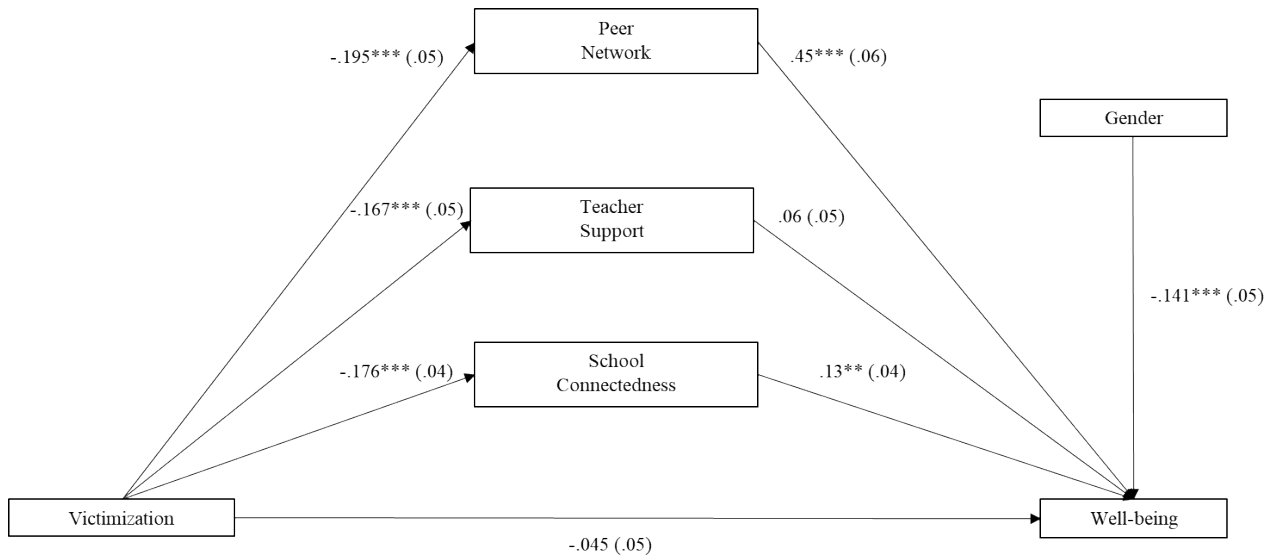 Peer
Network
-.195*** (.05)
.45*** (.06)
Gender
Teacher
Support
-.167*** (.05)
.06 (.05)
-.141*** (.05)
School
Connectedness
-.176*** (.04)
.13** (.04)
Victimization
Well-being
-.045 (.05)